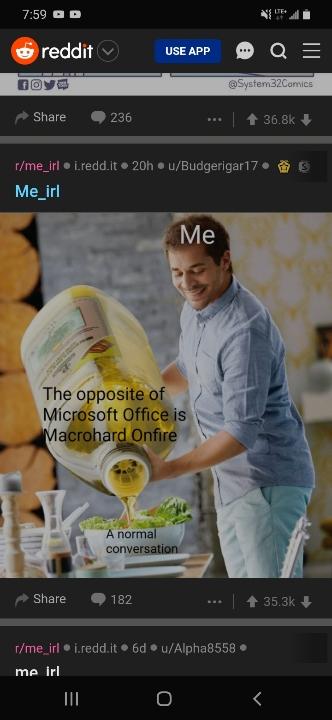 7:59
LTE+
reddit
USE APP
@System32Comics
Share
236
36.8k
r/me_irl • i.redd.it • 20h • u/Budgerigar17 •
S
Me_irl
Me
The opposite of
Microsoft Office is
Macrohard Onfire
A normal
conversation
Share
182
35.3k
r/me_irl • i.redd.it • 6d • u/Alpha8558 •
me_irl